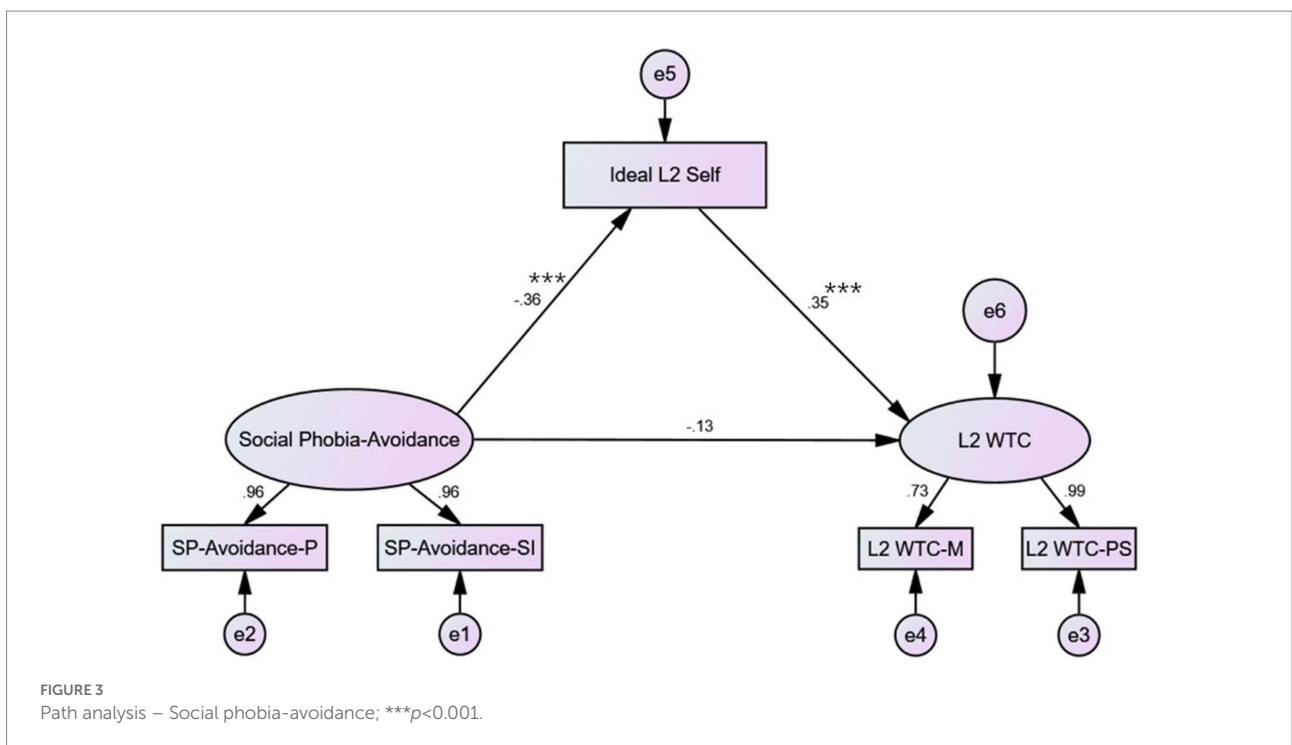 e5
Ideal L2 Self
***
-.36
***
.35
e6
Social Phobia-Avoidance
-.13
L2 WTC
.96
.96
.73
.99
SP-Avoidance-P
SP-Avoidance-SI
L2 WTC-M
L2 WTC-PS
e2
e1
e4
e3
FIGURE 3
Path analysis – Social phobia-avoidance; ***p<0.001.